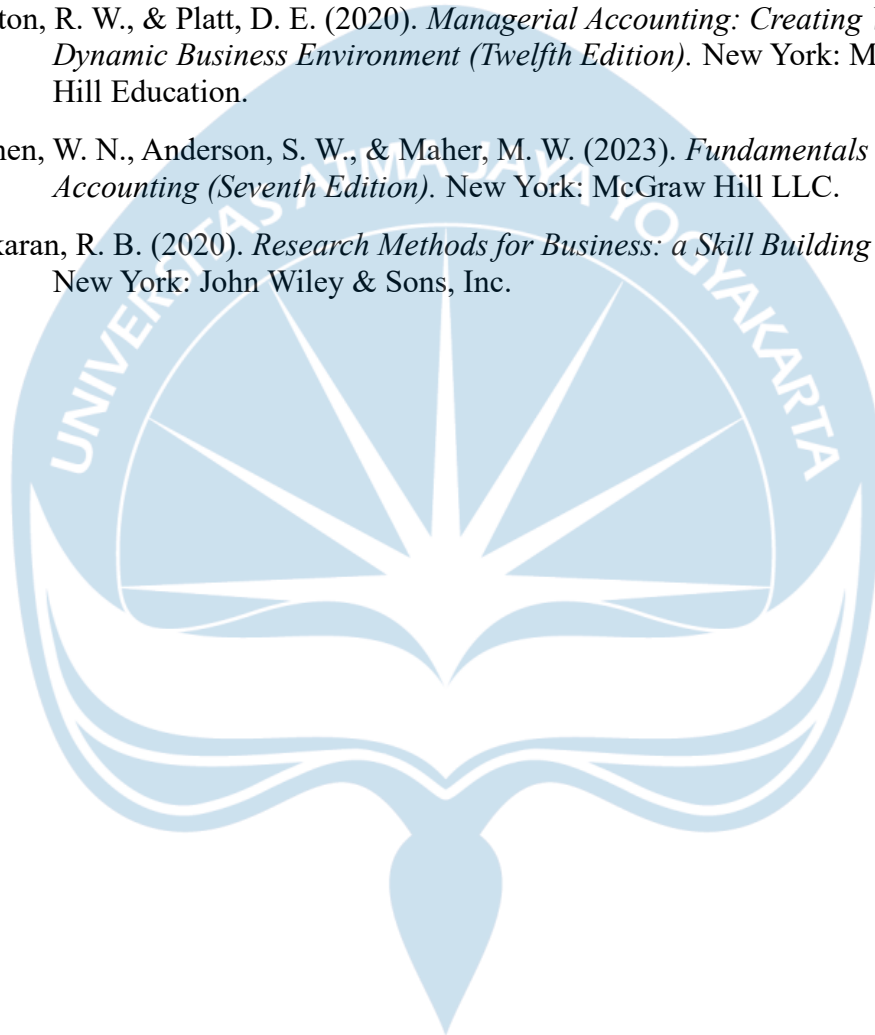 ton, R. W., & Platt, D. E. (2020). Managerial Accounting: Creating
Dynamic Business Environment (Twelfth Edition). New York: M
Hill Education.
nen, W. N., Anderson, S. W., & Maher, M. W. (2023). Fundamentals
Accounting (Seventh Edition). New York: McGraw Hill LLC.
karan, R. B. (2020). Research Methods for Business: a Skill Building
New York: John Wiley & Sons, Inc.
UNIVERSITAS ATMA JAYA YOGYAKARTA